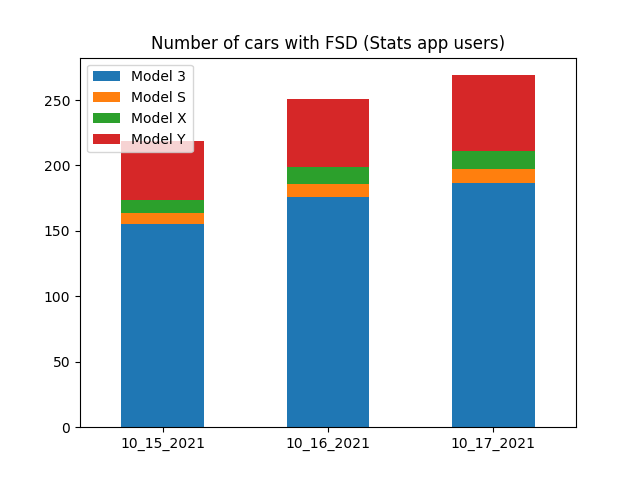 Number of cars with FSD (Stats app users)
Model 3
Model S
Model X
Model Y
250
200
150
100
50
0
10_15_2021 10_16_2021 10_17_2021